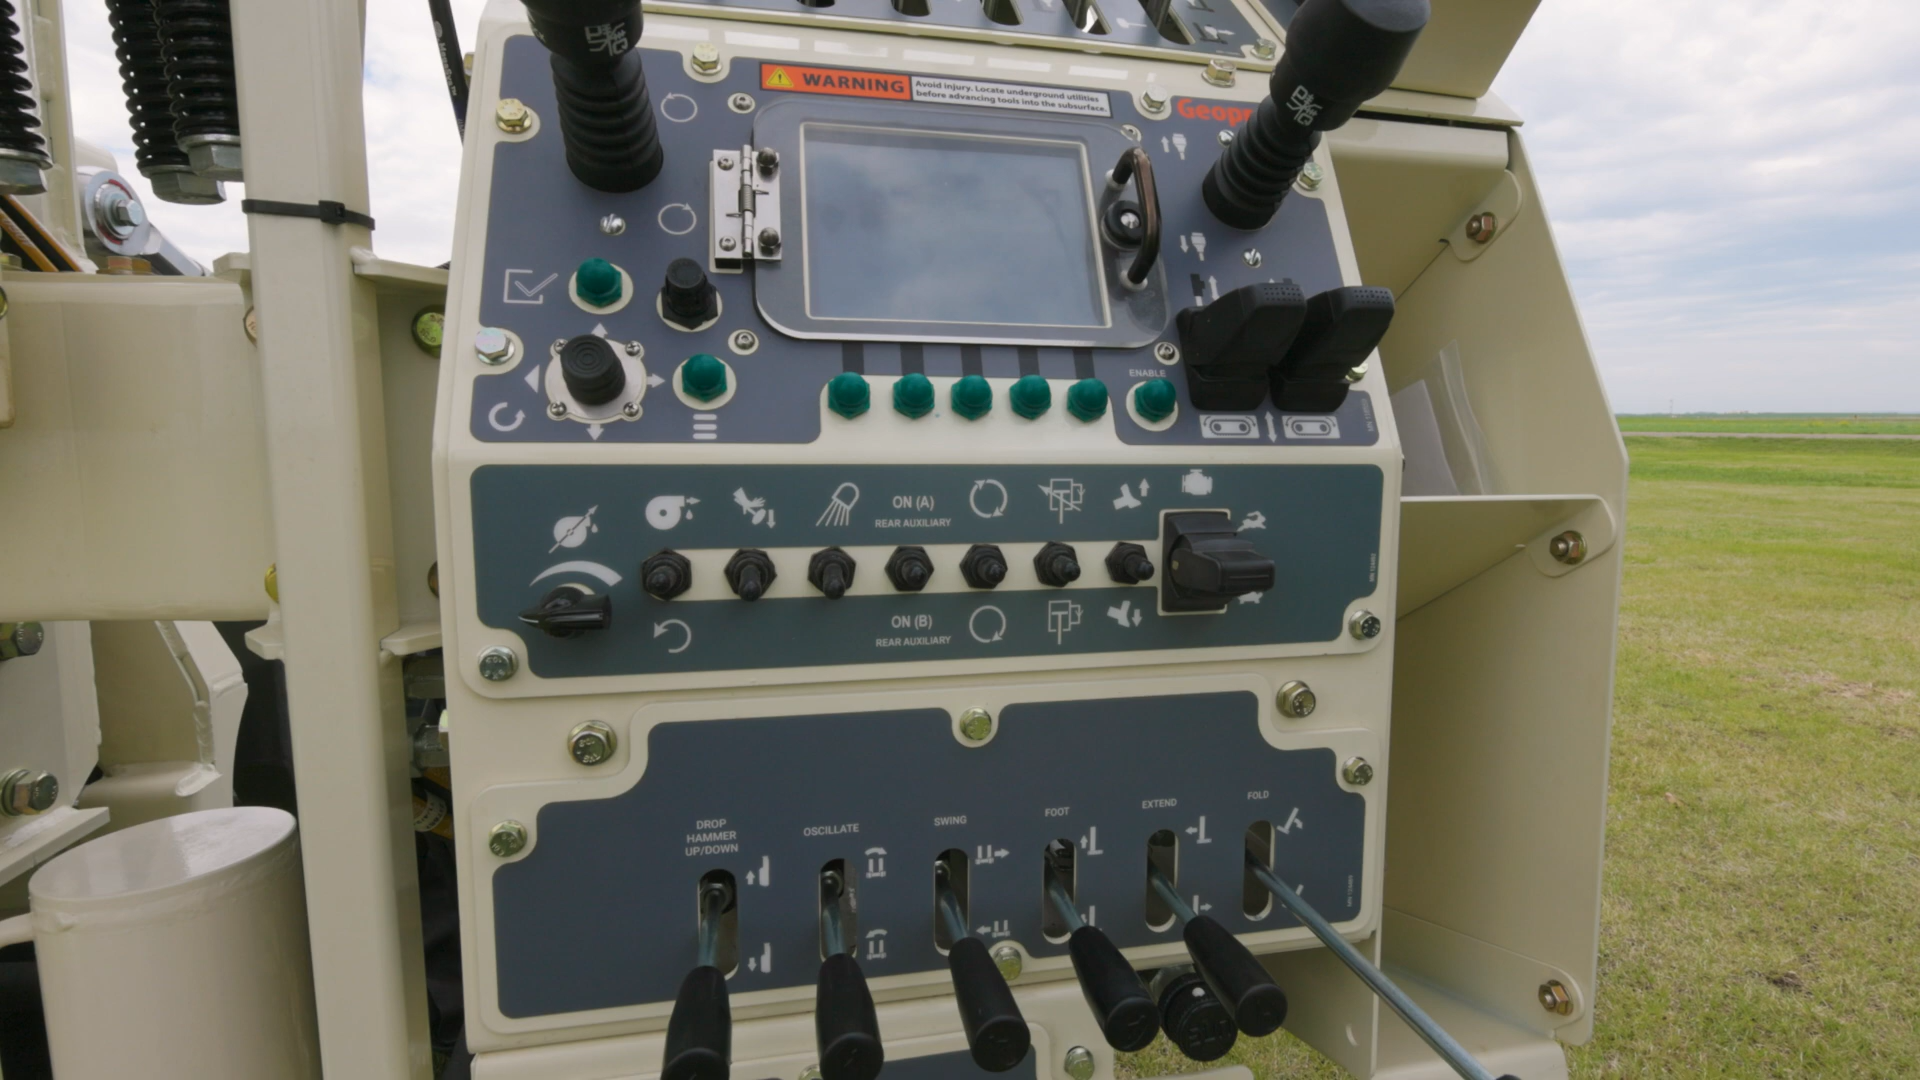 WARNING
Avoid injury. Locate underground utilities
before advancing tools into the subsurface.
ENABLE
ON (A)
REAR AUXILIARY
ON (B)
REAR AUXILIARY
DROP
HAMMER
UP/DOWN
OSCILLATE
SWING
FOOT
EXTEND
FOLD